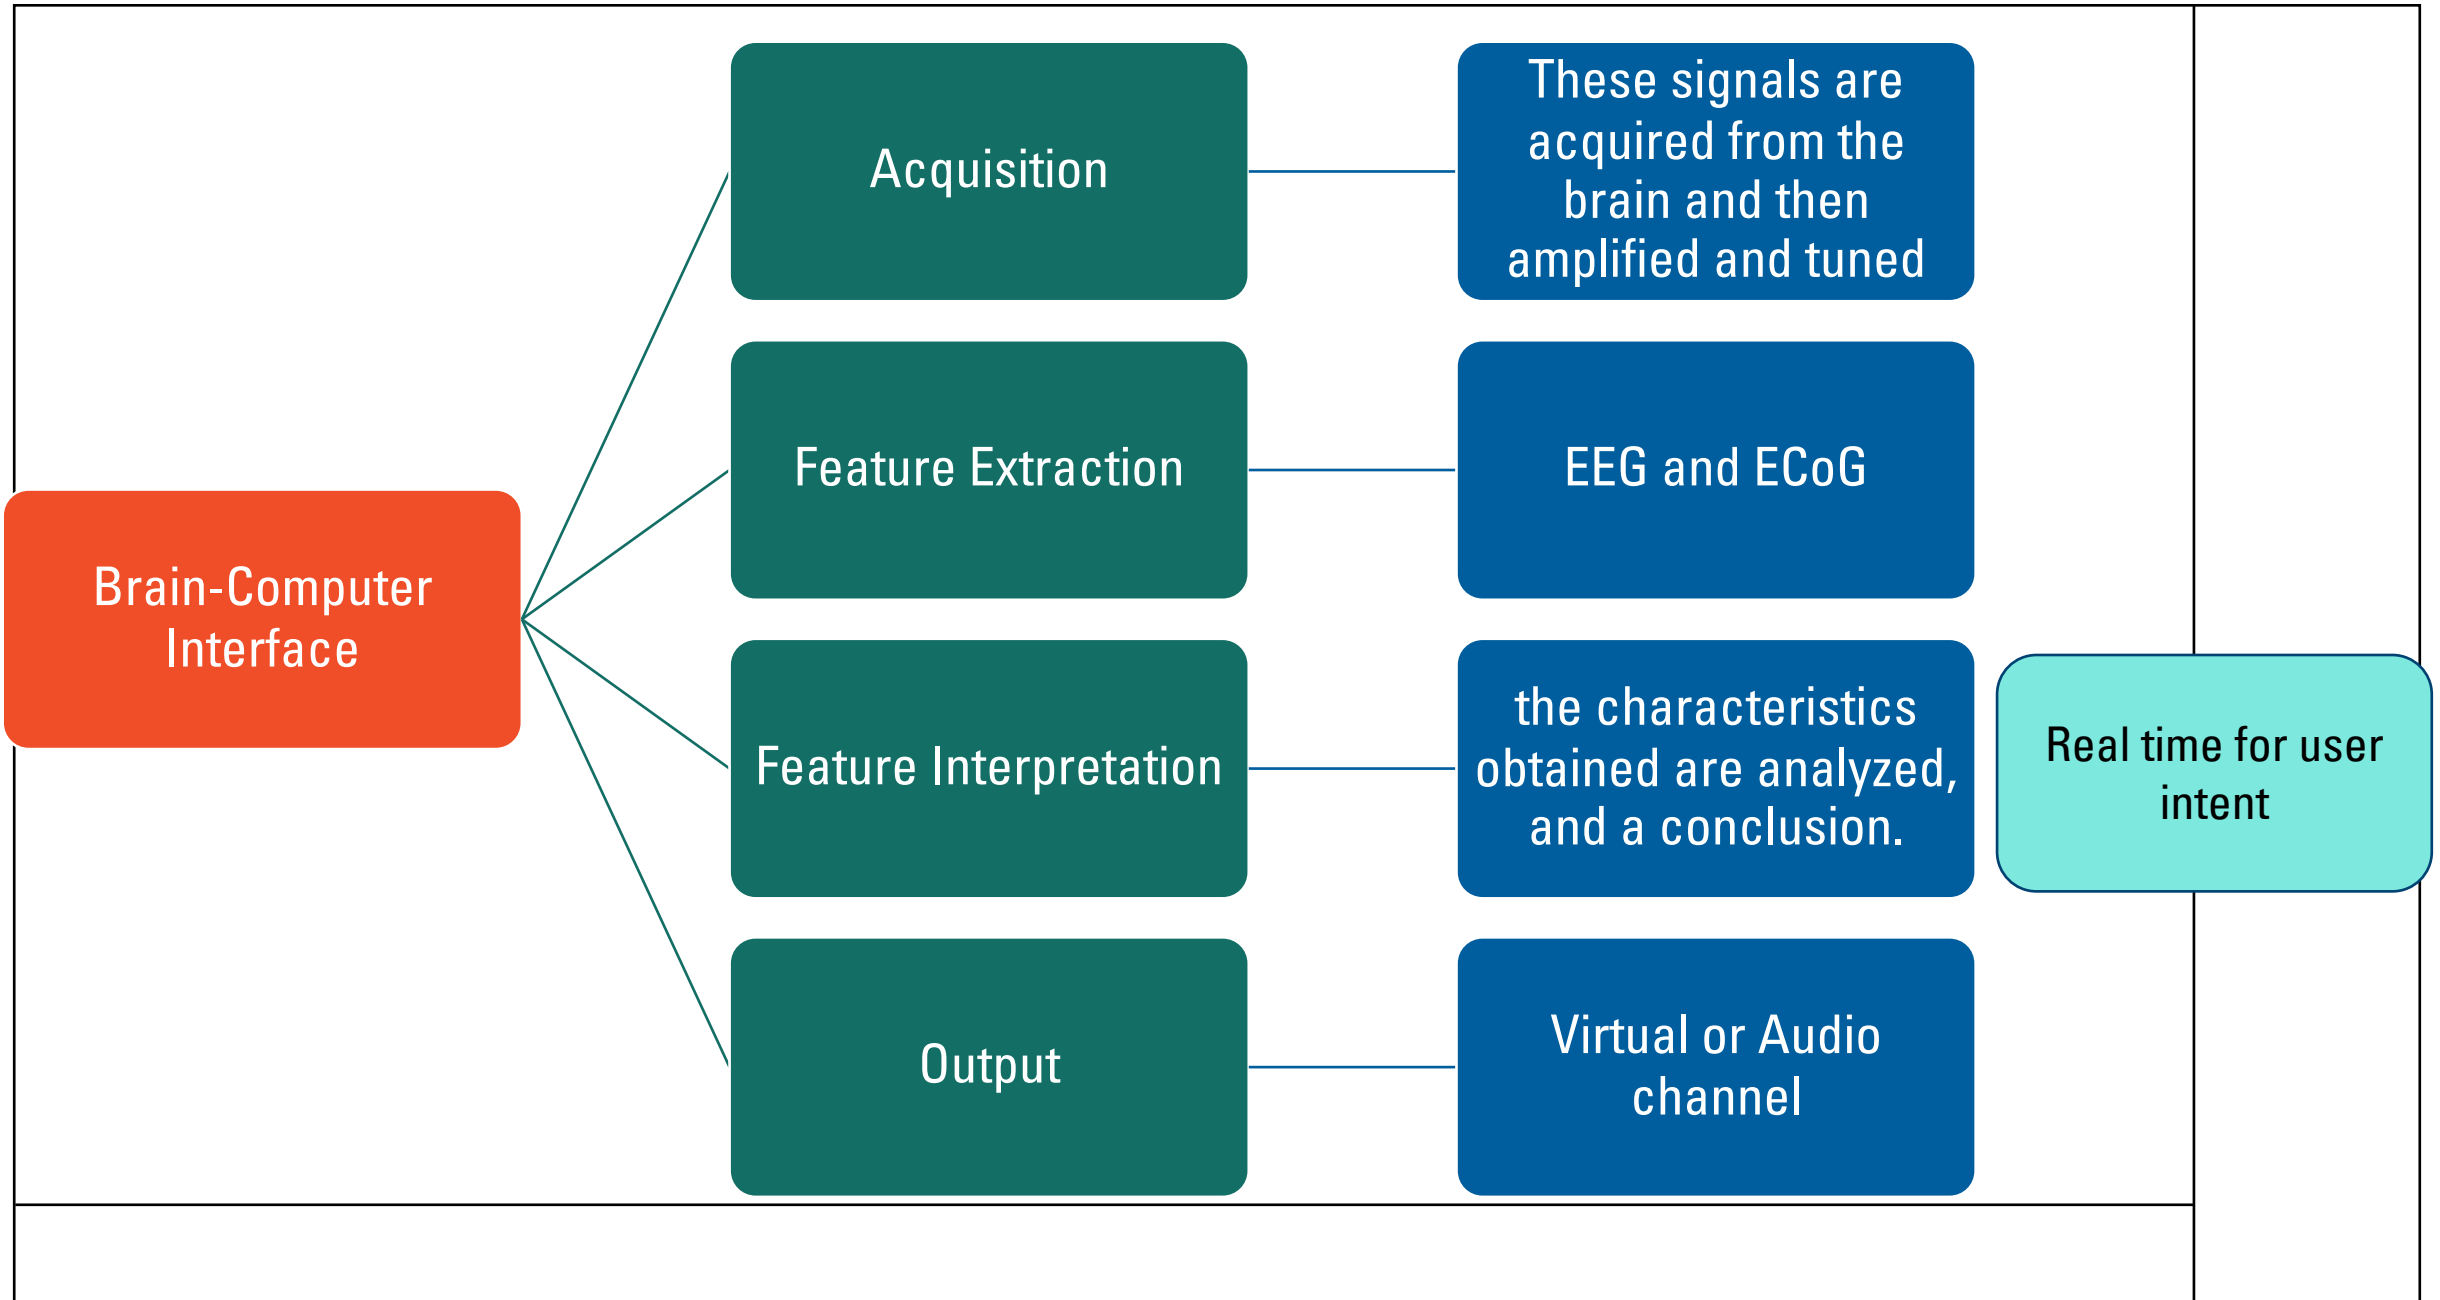 Brain-Computer
Interface
Acquisition
These signals are
acquired from the
brain and then
amplified and tuned
Feature Extraction
EEG and ECoG
Feature Interpretation
the characteristics
obtained are analyzed,
and a conclusion.
Real time for user
intent
Output
Virtual or Audio
channel